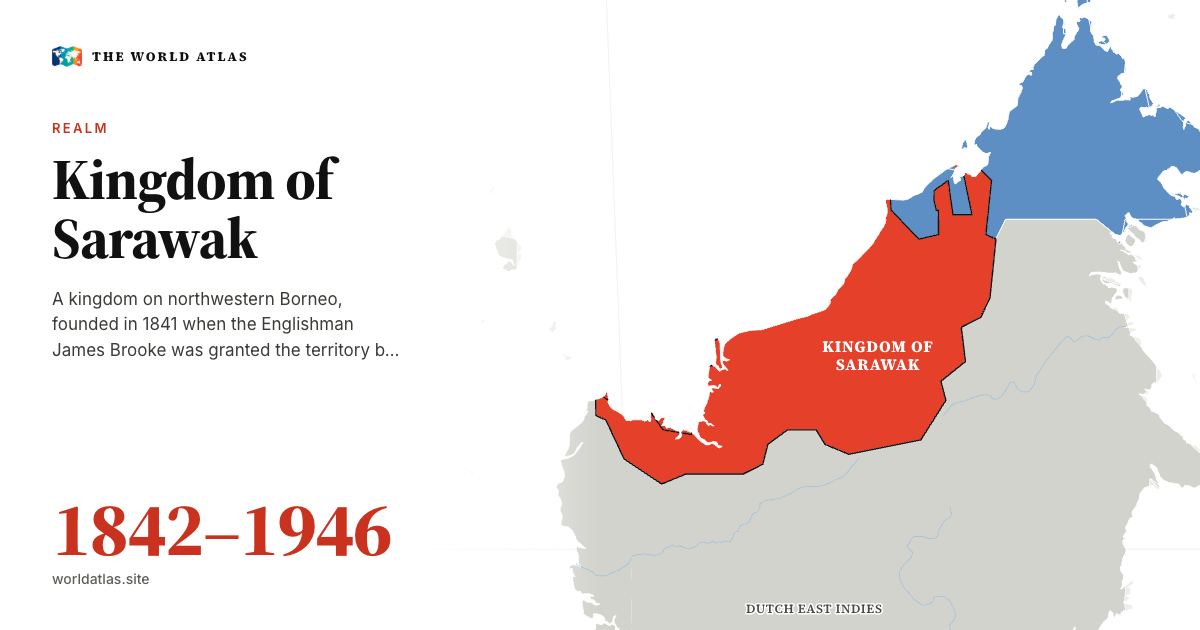 THE WORLD ATLAS
REALM
Kingdom of
Sarawak
A kingdom on northwestern Borneo,
founded in 1841 when the Englishman
James Brooke was granted the territory b...
1842–1946
worldatlas.site
KINGDOM OF
SARAWAK
DUTCH EAST INDIES